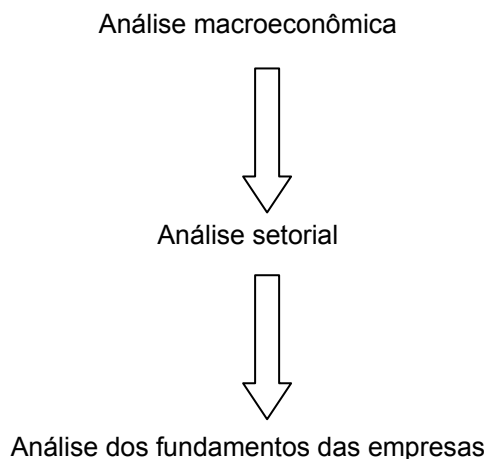 Análise macroeconômica
Análise setorial
Análise dos fundamentos das empresas